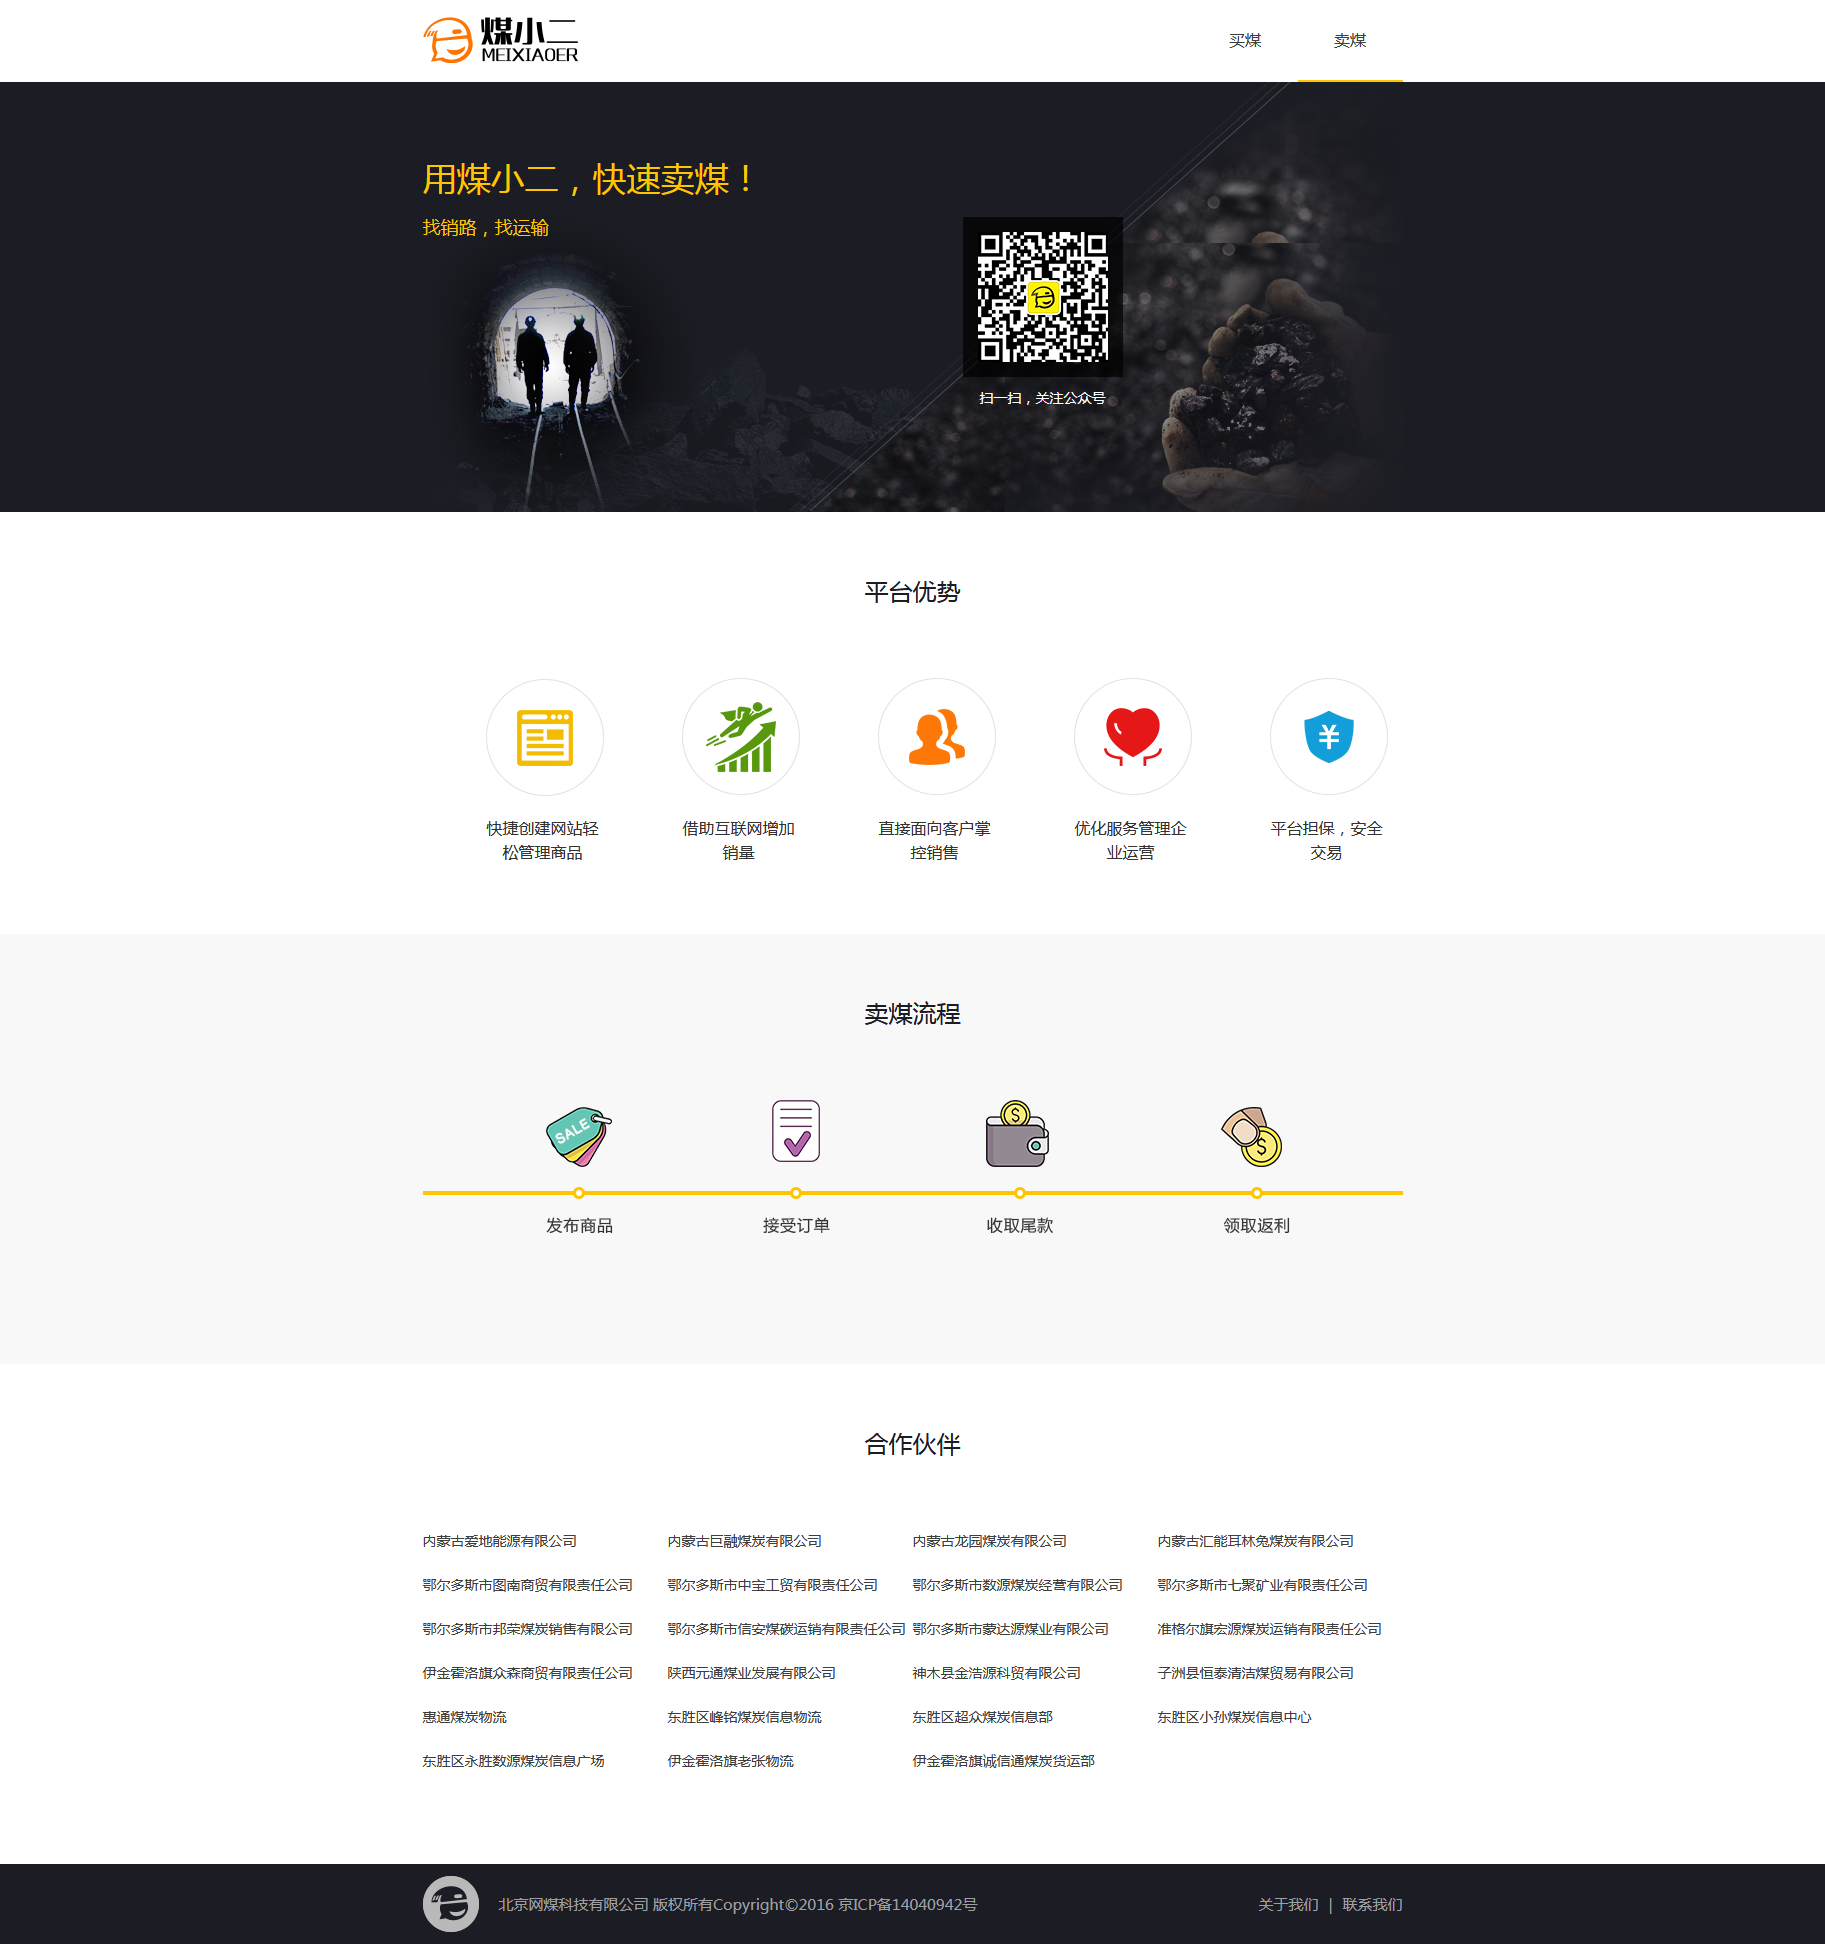 煤小二
MEIXIAOER
买煤
卖煤
用煤小二，快速卖煤！
找销路，找运输
扫一扫，关注公众号
平台优势
快捷创建网站轻
松管理商品
借助互联网增加
销量
直接面向客户掌
控销售
优化服务管理企
业运营
平台担保，安全
交易
卖煤流程
SALE
发布商品
接受订单
收取尾款
领取返利
合作伙伴
内蒙古爱地能源有限公司
内蒙古巨融煤炭有限公司
内蒙古龙园煤炭有限公司
内蒙古汇能耳林兔煤炭有限公司
鄂尔多斯市图南商贸有限责任公司
鄂尔多斯市中宝工贸有限责任公司
鄂尔多斯市数源煤炭经营有限公司
鄂尔多斯市七聚矿业有限责任公司
鄂尔多斯市邦荣煤炭销售有限公司
鄂尔多斯市信安煤碳运销有限责任公司
鄂尔多斯市蒙达源煤业有限公司
准格尔旗宏源煤炭运销有限责任公司
伊金霍洛旗众森商贸有限责任公司
陕西元通煤业发展有限公司
神木县金浩源科贸有限公司
子洲县恒泰清洁煤贸易有限公司
惠通煤炭物流
东胜区峰铭煤炭信息物流
东胜区超众煤炭信息部
东胜区小孙煤炭信息中心
东胜区永胜数源煤炭信息广场
伊金霍洛旗老张物流
伊金霍洛旗诚信通煤炭货运部
北京网煤科技有限公司 版权所有Copyright©2016 京ICP备14040942号
关于我们 | 联系我们